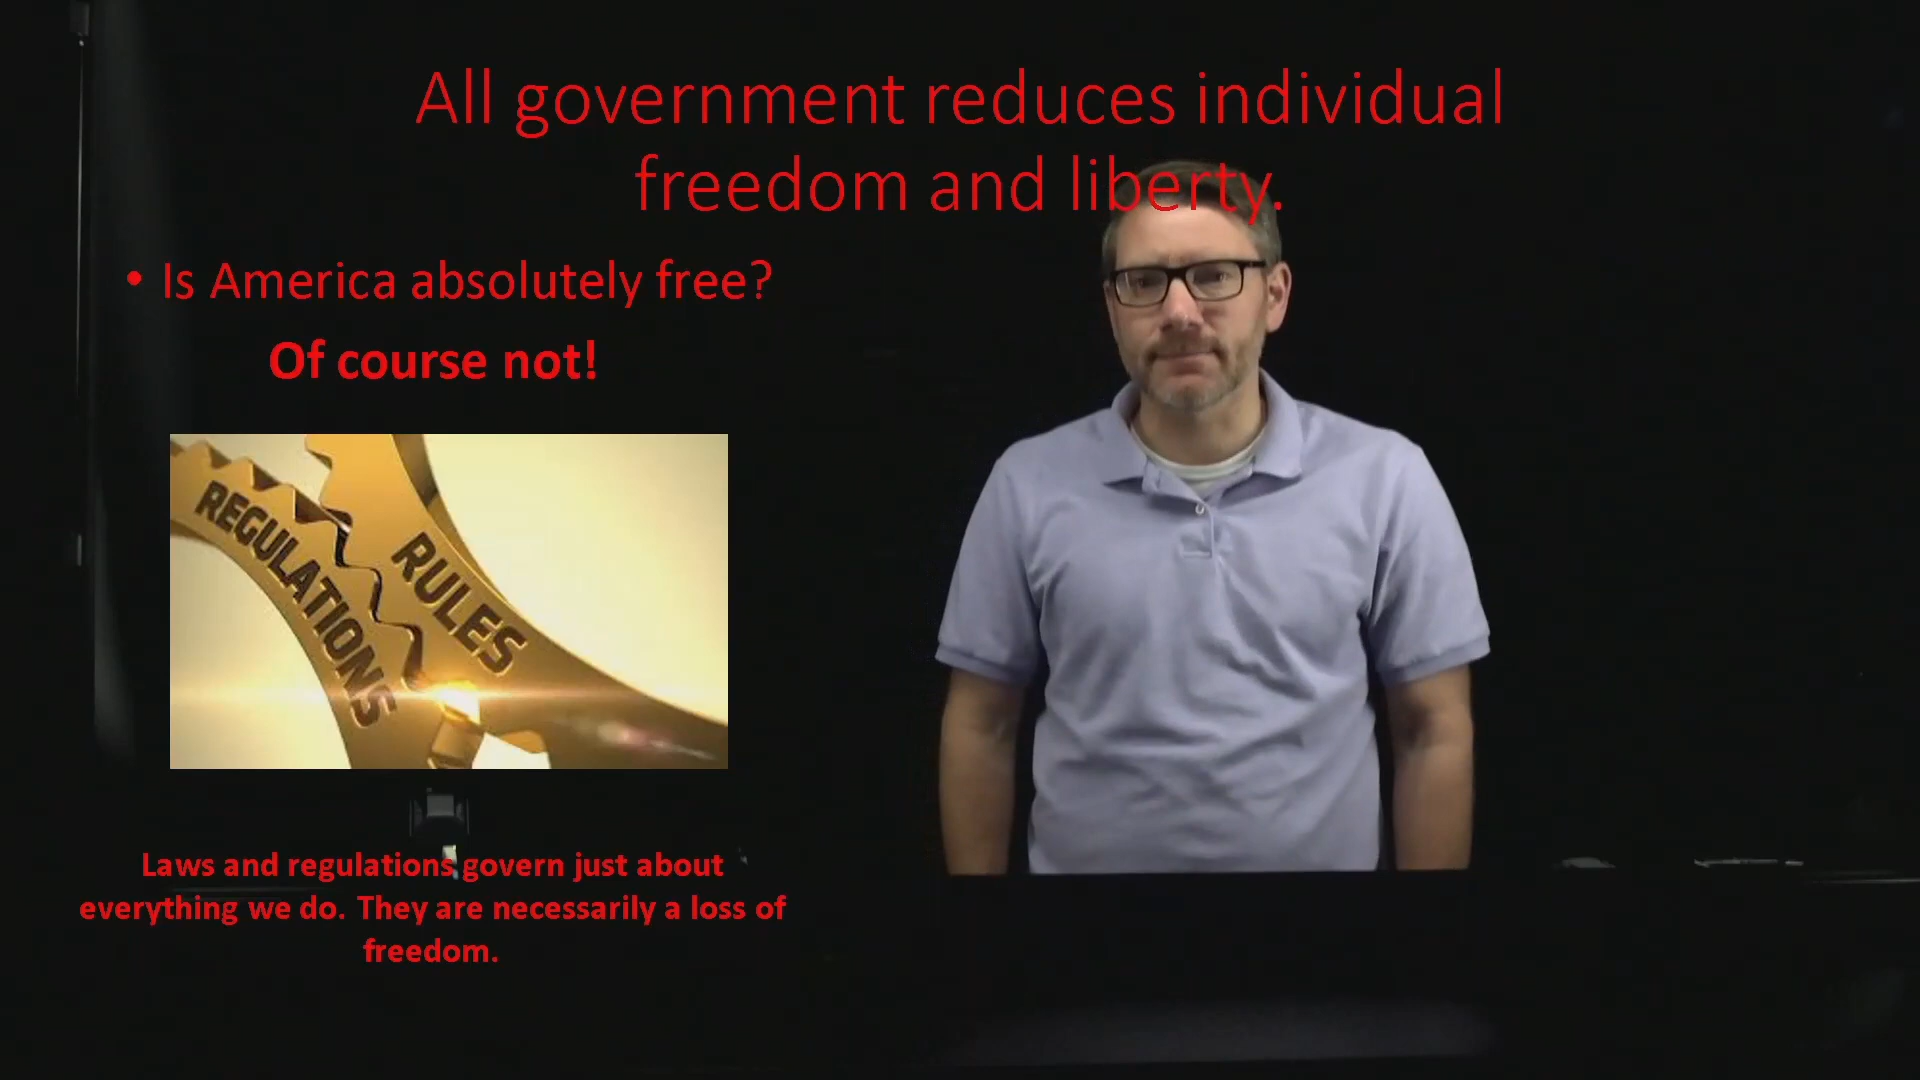 All government reduces individual
freedom and liberty.
• Is America absolutely free?
Of course not!
REGULATIONS
RULES
Laws and regulations govern just about
everything we do. They are necessarily a loss of
freedom.